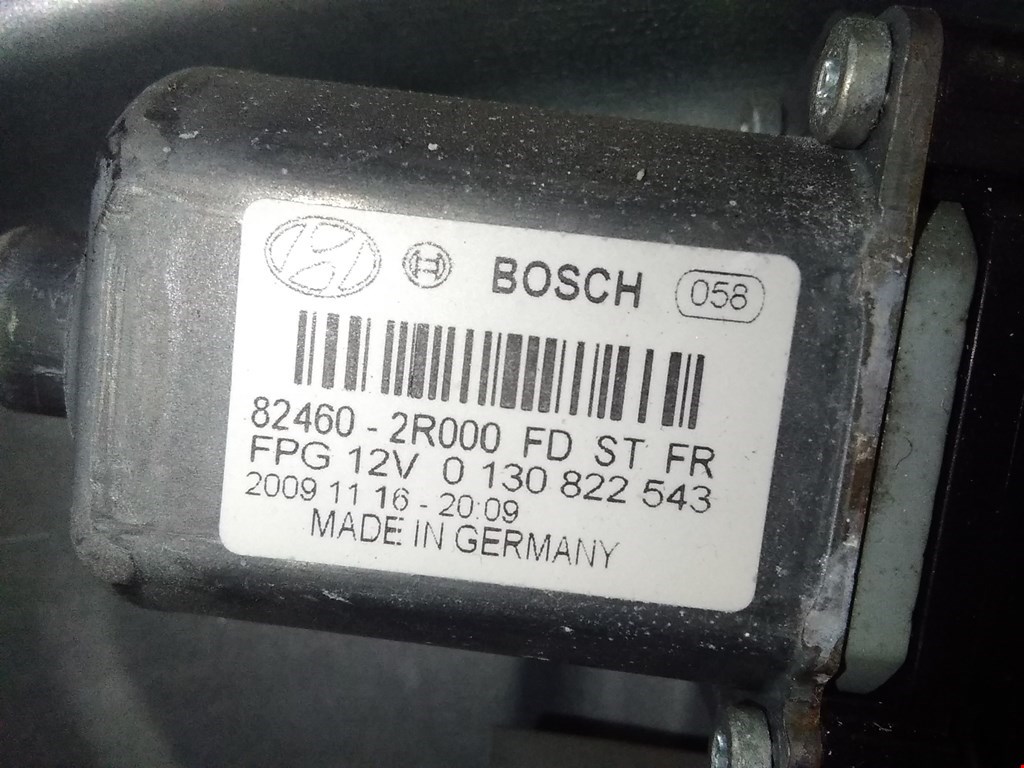 BOSCH 058
82460 - 2R000 FD ST FR
FPG 12V 0 130 822 543
2009 11 16 - 20:09
MADE IN GERMANY